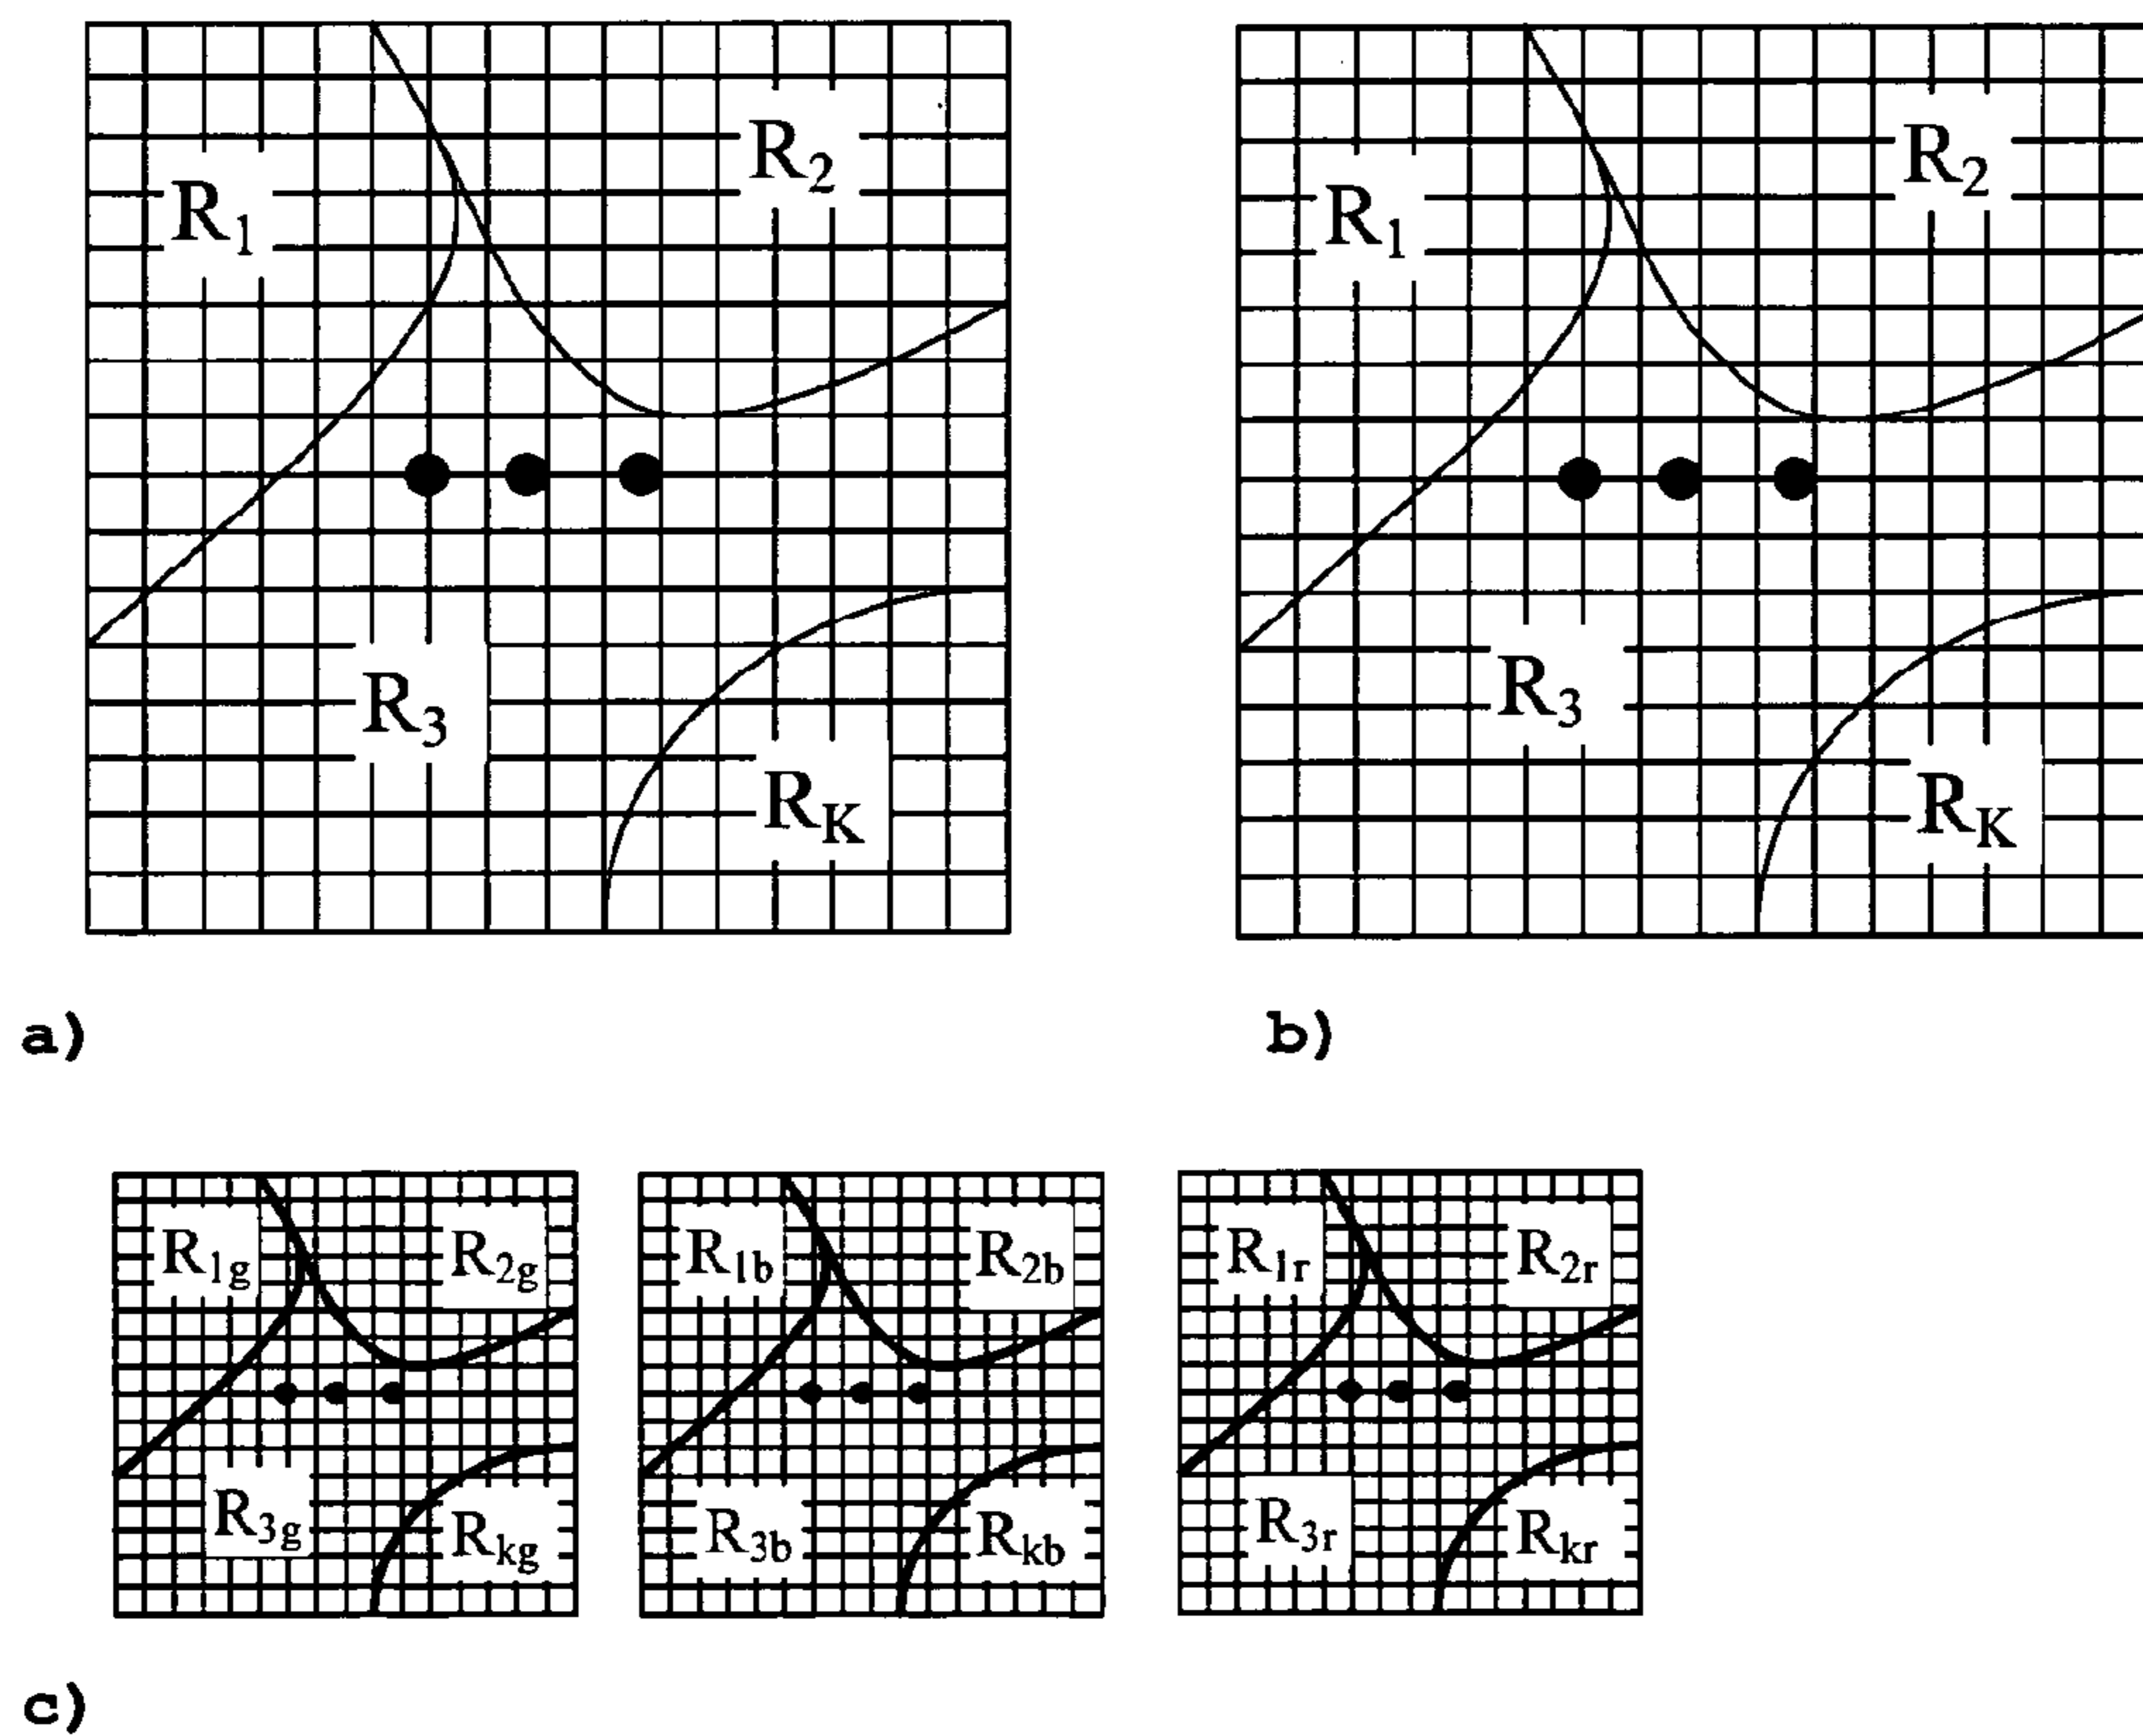 R2 R2
R1 R1
R3 R3
RK RK
a) b)
R1g R2g R1b R2b R1r R2r
R3g Rkg R3b Rkb R3r Rkr
c)